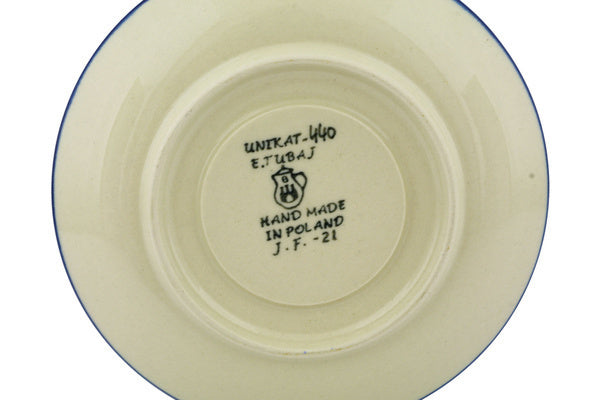 UNIKAT-440
E.TUBAJ
B
HAND MADE
IN POLAND
J.F.-21